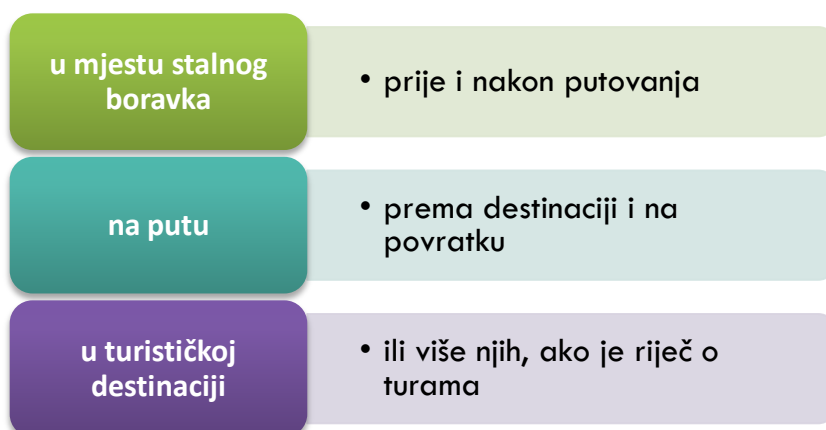 u mjestu stalnog
boravka
• prije i nakon putovanja
na putu
• prema destinaciji i na
povratku
u turističkoj
destinaciji
• ili više njih, ako je riječ o
turama